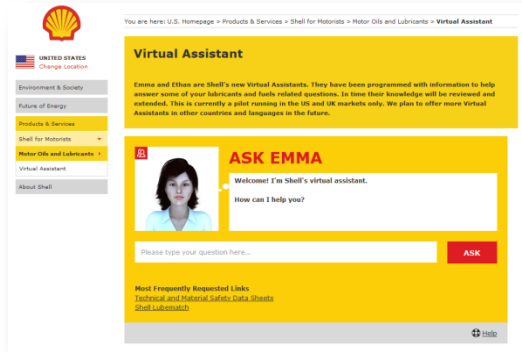 You are here: U.S. Homepage > Products & Services > Shell for Motorists > Motor Oils and Lubricants > Virtual Assistant
UNITED STATES
Change Location
Environment & Society
Future of Energy
Products & Services
Shell for Motorists
Motor Oils and Lubricants
Virtual Assistant
About Shell
Virtual Assistant
Emma and Ethan are Shell's new Virtual Assistants. They have been programmed with information to help
answer some of your lubricants and fuels related questions. In time their knowledge will be reviewed and
extended. This is currently a pilot running in the US and UK markets only. We plan to offer more Virtual
Assistants in other countries and languages in the future.
ASK EMMA
Welcome! I'm Shell's virtual assistant.
How can I help you?
Please type your question here...
ASK
Most Frequently Requested Links
Technical and Material Safety Data Sheets
Shell Lubematch
Help